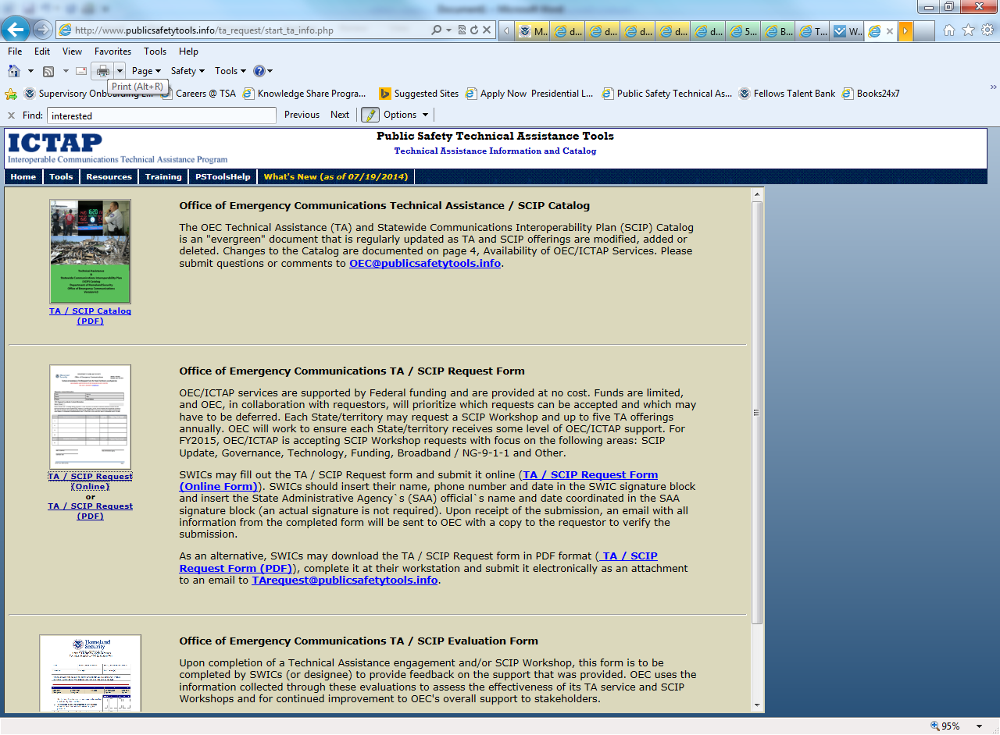 http://www.publicsafetytools.info/ta_request/start_ta_info.php
M... d... d... d... d... d... 5... B... T... W...
File Edit View Favorites Tools Help
Page Safety Tools
Print (Alt+R)
Supervisory Onboarding E... Careers @ TSA Knowledge Share Progra... Suggested Sites Apply Now Presidential L... Public Safety Technical As... Fellows Talent Bank Books24x7
Find: interested Previous Next Options
ICTAP
Interoperable Communications Technical Assistance Program
Public Safety Technical Assistance Tools
Technical Assistance Information and Catalog
Home Tools Resources Training PSToolsHelp What's New (as of 07/19/2014)
Technical Assistance
&
Statewide Communications Interoperability Plan
(SCIP) Catalog
Department of Homeland Security
Office of Emergency Communications
Version 4.0
TA / SCIP Catalog
(PDF)
Office of Emergency Communications Technical Assistance / SCIP Catalog
The OEC Technical Assistance (TA) and Statewide Communications Interoperability Plan (SCIP) Catalog
is an "evergreen" document that is regularly updated as TA and SCIP offerings are modified, added or
deleted. Changes to the Catalog are documented on page 4, Availability of OEC/ICTAP Services. Please
submit questions or comments to OEC@publicsafetytools.info.
TA / SCIP Request
(Online)
or
TA / SCIP Request
(PDF)
Office of Emergency Communications TA / SCIP Request Form
OEC/ICTAP services are supported by Federal funding and are provided at no cost. Funds are limited,
and OEC, in collaboration with requestors, will prioritize which requests can be accepted and which may
have to be deferred. Each State/territory may request a SCIP Workshop and up to five TA offerings
annually. OEC will work to ensure each State/territory receives some level of OEC/ICTAP support. For
FY2015, OEC/ICTAP is accepting SCIP Workshop requests with focus on the following areas: SCIP
Update, Governance, Technology, Funding, Broadband / NG-9-1-1 and Other.
SWICs may fill out the TA / SCIP Request form and submit it online (TA / SCIP Request Form
(Online Form)). SWICs should insert their name, phone number and date in the SWIC signature block
and insert the State Administrative Agency`s (SAA) official`s name and date coordinated in the SAA
signature block (an actual signature is not required). Upon receipt of the submission, an email with all
information from the completed form will be sent to OEC with a copy to the requestor to verify the
submission.
As an alternative, SWICs may download the TA / SCIP Request form in PDF format ( TA / SCIP
Request Form (PDF)), complete it at their workstation and submit it electronically as an attachment
to an email to TArequest@publicsafetytools.info.
Homeland
Security
Office of Emergency Communications TA / SCIP Evaluation Form
Upon completion of a Technical Assistance engagement and/or SCIP Workshop, this form is to be
completed by SWICs (or designee) to provide feedback on the support that was provided. OEC uses the
information collected through these evaluations to assess the effectiveness of its TA service and SCIP
Workshops and for continued improvement to OEC's overall support to stakeholders.
95%